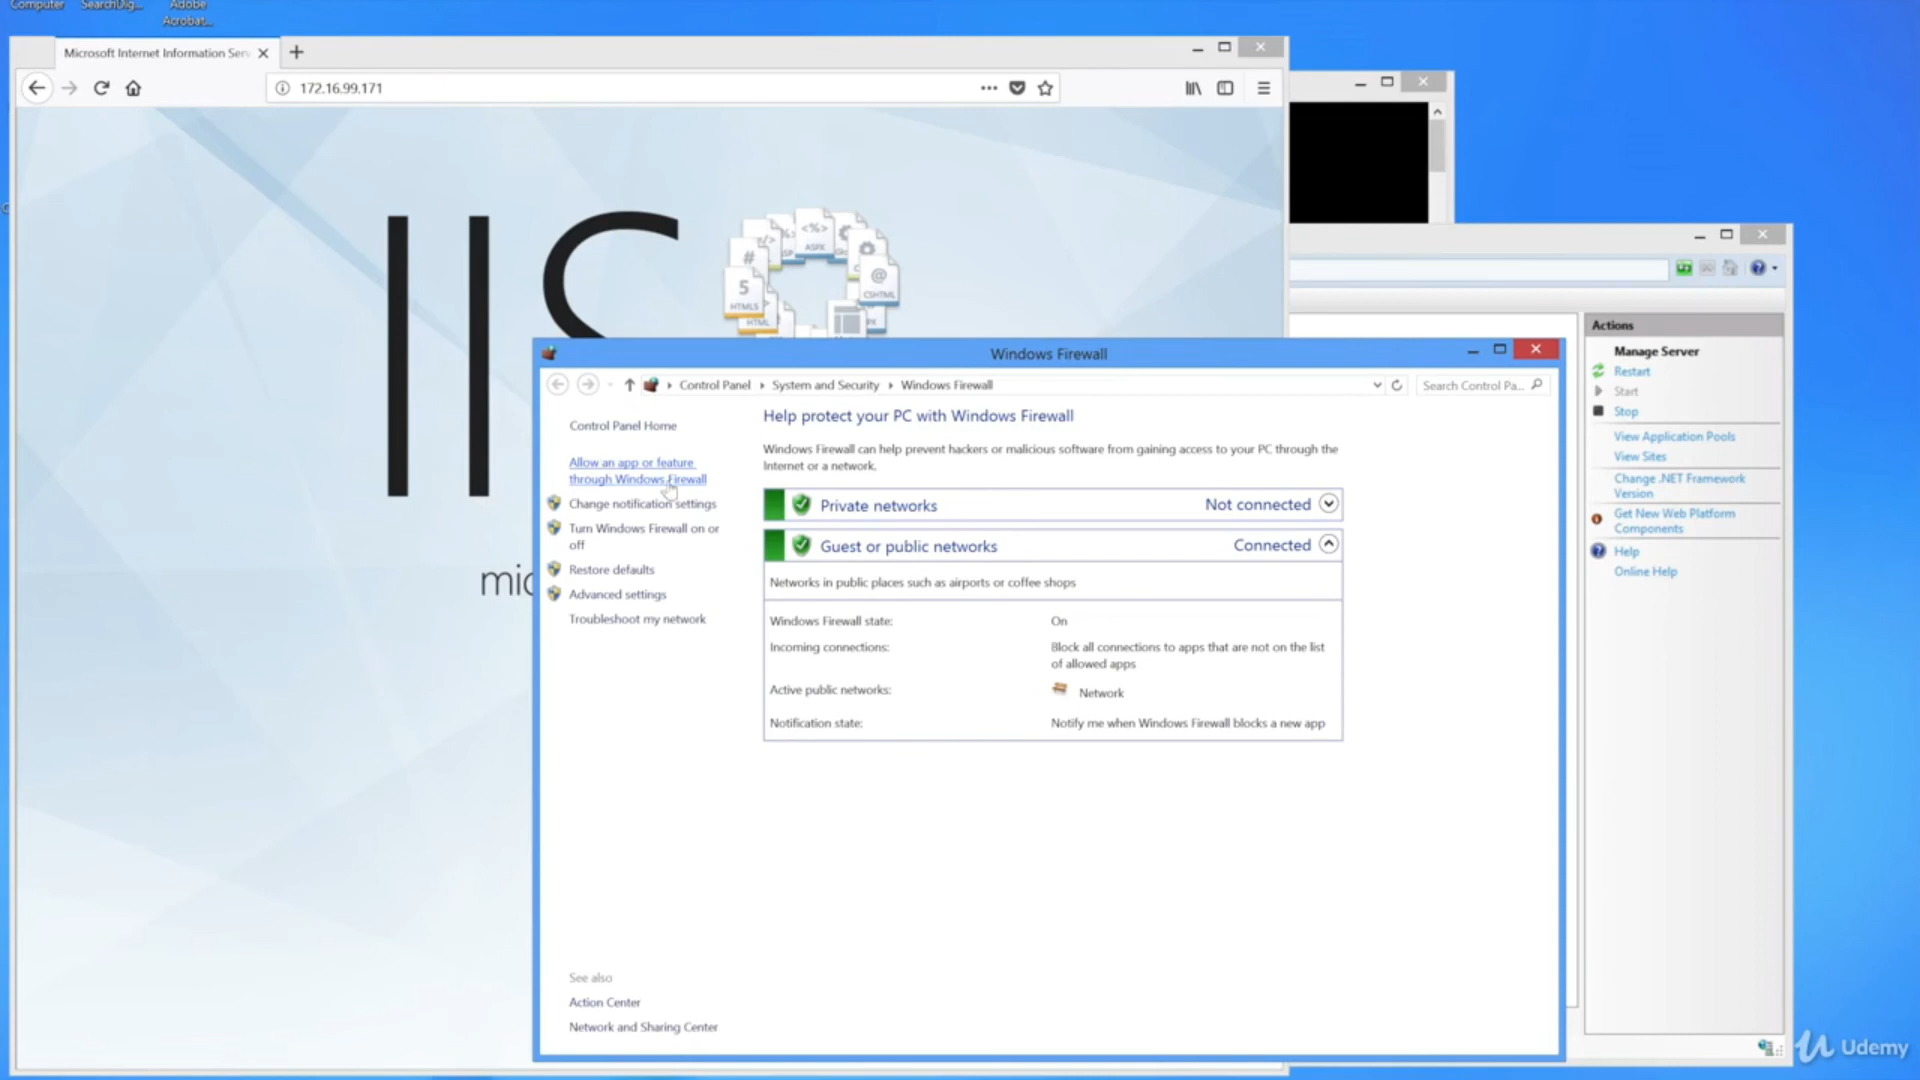 Computer
SearchDig...
Adobe
Acrobat...
Microsoft Internet Information Serv
172.16.99.171
IIS
<%>
ASPX
#
@
CSHTML
5
HTML5
HTML
Windows Firewall
Control Panel
System and Security
Windows Firewall
Search Control Pa...
Control Panel Home
Allow an app or feature
through Windows Firewall
Change notification settings
Turn Windows Firewall on or
off
Restore defaults
Advanced settings
Troubleshoot my network
Help protect your PC with Windows Firewall
Windows Firewall can help prevent hackers or malicious software from gaining access to your PC through the
Internet or a network.
Private networks
Not connected
Guest or public networks
Connected
Networks in public places such as airports or coffee shops
Windows Firewall state:
On
Incoming connections:
Block all connections to apps that are not on the list
of allowed apps
Active public networks:
Network
Notification state:
Notify me when Windows Firewall blocks a new app
See also
Action Center
Network and Sharing Center
Actions
Manage Server
Restart
Start
Stop
View Application Pools
View Sites
Change .NET Framework
Version
Get New Web Platform
Components
Help
Online Help
Udemy